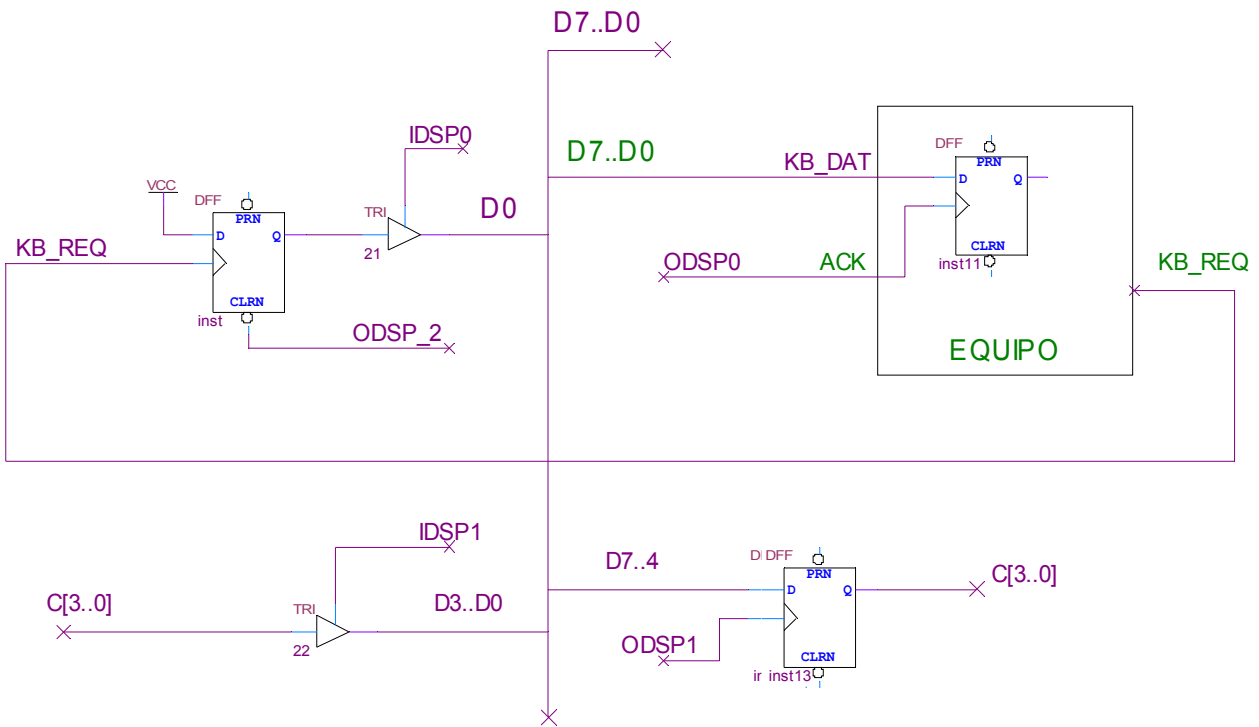 D7..D0
IDSP0
D7..D0
KB_DAT
DFF
PRN
D
Q
CLRN
inst11
VCC
DFF
PRN
D
Q
CLRN
inst
TRI
21
D0
KB_REQ
ODSP_2
ODSP0
ACK
KB_REQ
EQUIPO
IDSP1
C[3..0]
TRI
22
D3..D0
D7..4
DFF
PRN
D
Q
CLRN
inst13
C[3..0]
ODSP1